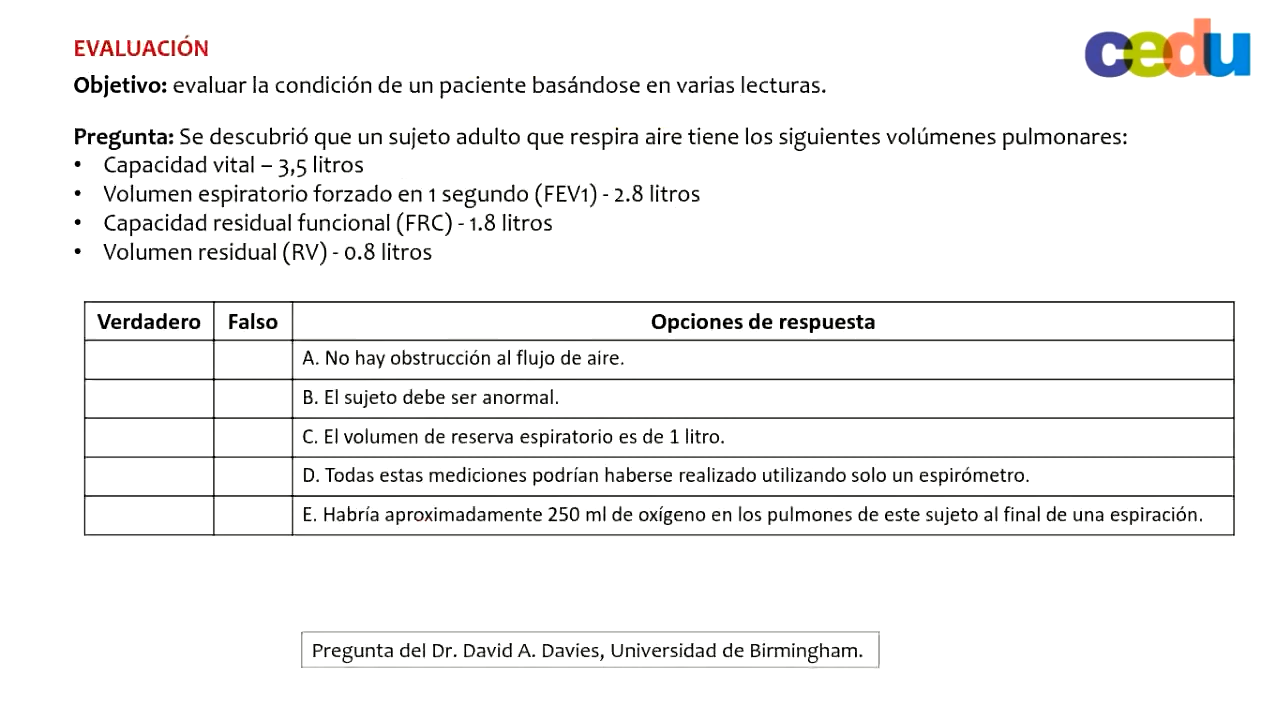 cedu
EVALUACIÓN
Objetivo: evaluar la condición de un paciente basándose en varias lecturas.
Pregunta: Se descubrió que un sujeto adulto que respira aire tiene los siguientes volúmenes pulmonares:
• Capacidad vital – 3,5 litros
• Volumen espiratorio forzado en 1 segundo (FEV1) - 2.8 litros
• Capacidad residual funcional (FRC) - 1.8 litros
• Volumen residual (RV) - 0.8 litros
Verdadero Falso Opciones de respuesta
A. No hay obstrucción al flujo de aire.
B. El sujeto debe ser anormal.
C. El volumen de reserva espiratorio es de 1 litro.
D. Todas estas mediciones podrían haberse realizado utilizando solo un espirómetro.
E. Habría aproximadamente 250 ml de oxígeno en los pulmones de este sujeto al final de una espiración.
Pregunta del Dr. David A. Davies, Universidad de Birmingham.